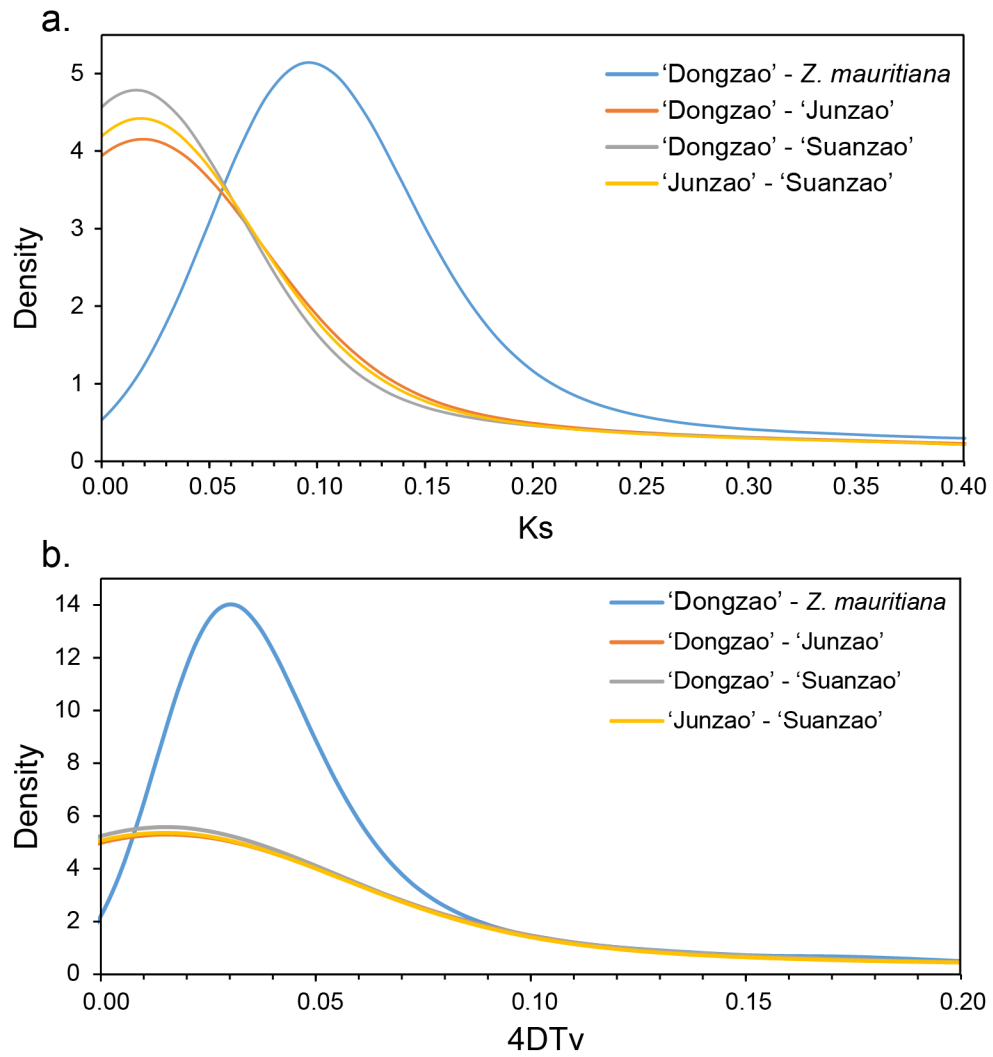 a.
Density
5
4
3
2
1
0
0.00 0.05 0.10 0.15 0.20 0.25 0.30 0.35 0.40
Ks
‘Dongzao’ - Z. mauritiana
‘Dongzao’ - ‘Junzao’
‘Dongzao’ - ‘Suanzao’
‘Junzao’ - ‘Suanzao’
b.
Density
14
12
10
8
6
4
2
0
0.00 0.05 0.10 0.15 0.20
4DTv
‘Dongzao’ - Z. mauritiana
‘Dongzao’ - ‘Junzao’
‘Dongzao’ - ‘Suanzao’
‘Junzao’ - ‘Suanzao’